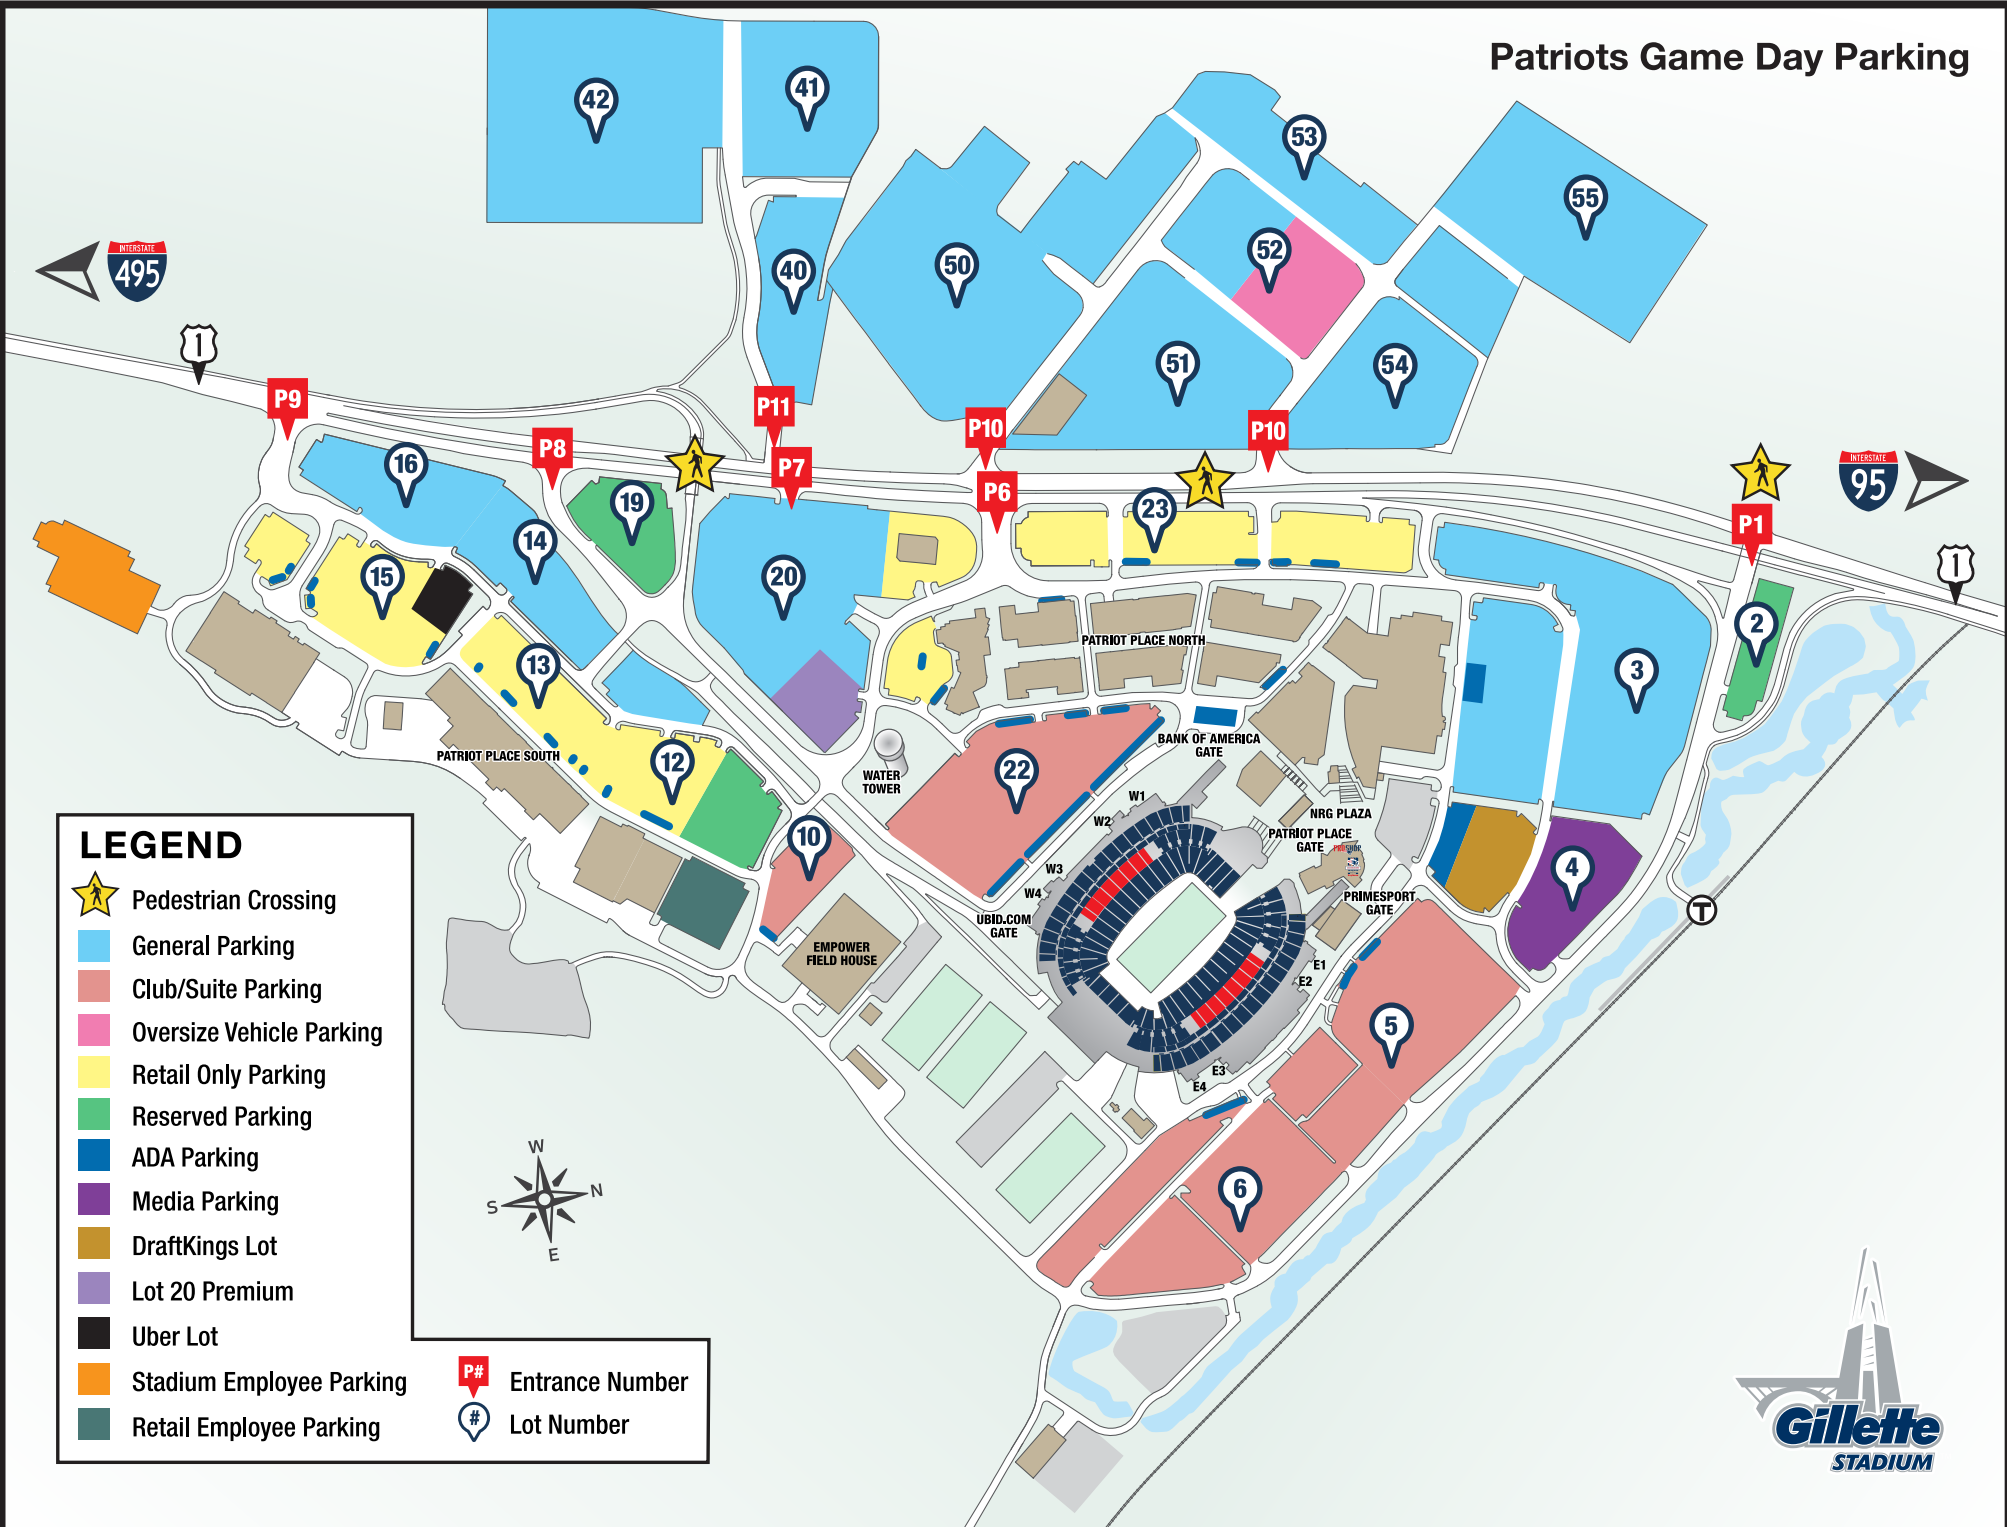 Patriots Game Day Parking
42
41
53
55
52
50
40
INTERSTATE
495
1
51
54
P9
P11
P10
P10
P8
16
P7
P6
INTERSTATE
95
19
23
P1
14
20
15
1
2
PATRIOT PLACE NORTH
13
3
PATRIOT PLACE SOUTH
12
WATER
TOWER
22
BANK OF AMERICA
GATE
W1
W2
NRG PLAZA
PATRIOT PLACE
GATE
PROSHOP
10
W3
W4
4
PRIMESPORT
GATE
UBID.COM
GATE
EMPOWER
FIELD HOUSE
T
E1
E2
5
E3
E4
6
W
S
N
E
LEGEND
Pedestrian Crossing
General Parking
Club/Suite Parking
Oversize Vehicle Parking
Retail Only Parking
Reserved Parking
ADA Parking
Media Parking
DraftKings Lot
Lot 20 Premium
Uber Lot
Stadium Employee Parking
Retail Employee Parking
P# Entrance Number
# Lot Number
Gillette
STADIUM